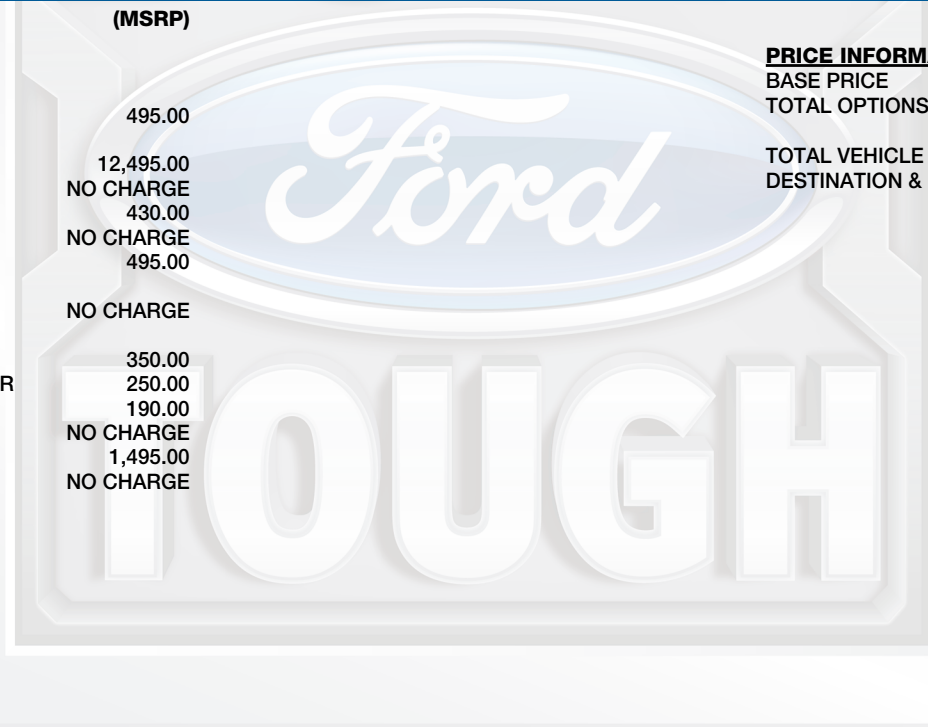 (MSRP)
495.00
12,495.00
NO CHARGE
430.00
NO CHARGE
495.00
NO CHARGE
350.00
R 250.00
190.00
NO CHARGE
1,495.00
NO CHARGE
PRICE INFORMA
BASE PRICE
TOTAL OPTIONS
TOTAL VEHICLE
DESTINATION &
Ford
TOUGH